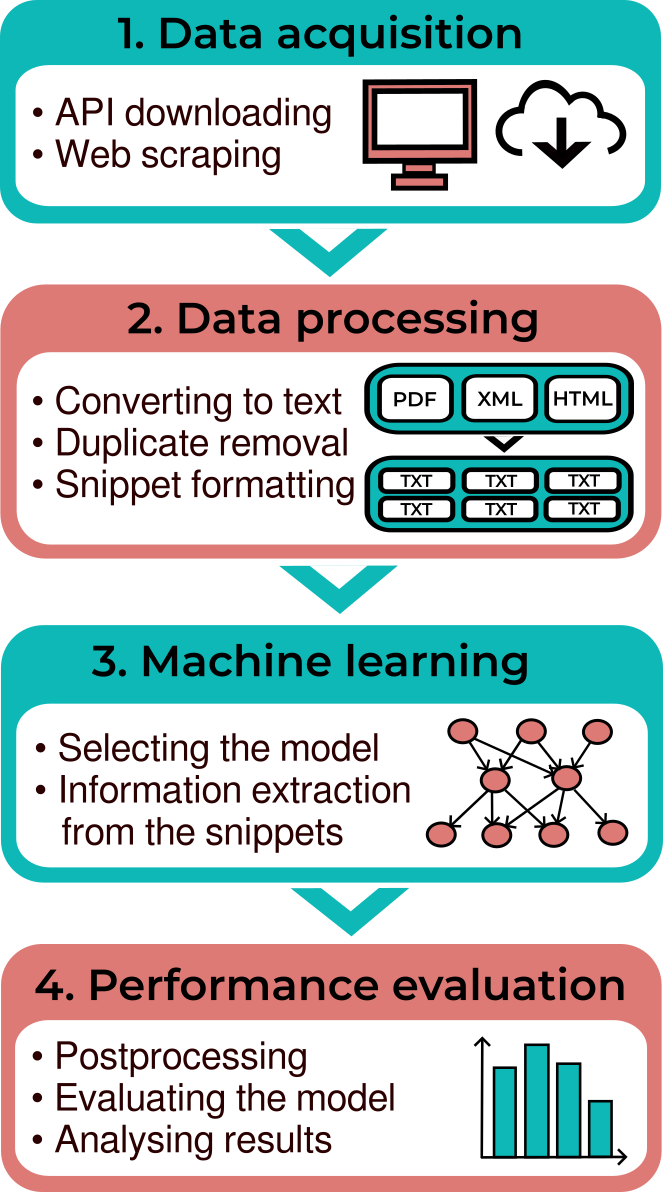 1. Data acquisition
• API downloading
• Web scraping
2. Data processing
• Converting to text
• Duplicate removal
• Snippet formatting
PDF XML HTML
TXT TXT TXT
TXT TXT TXT
3. Machine learning
• Selecting the model
• Information extraction
from the snippets
4. Performance evaluation
• Postprocessing
• Evaluating the model
• Analysing results